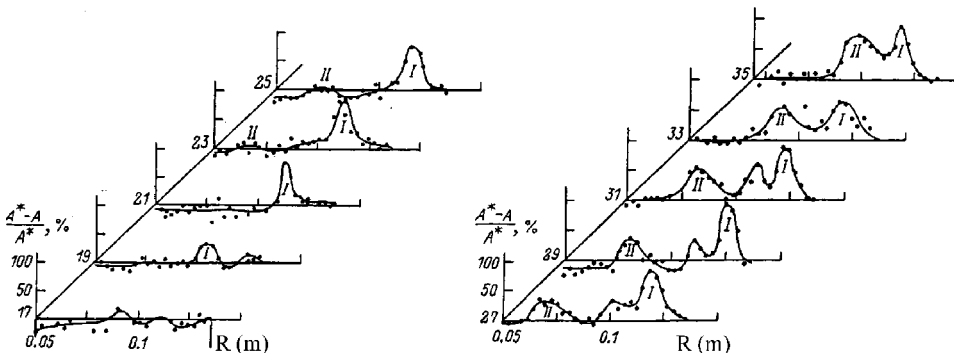 25
II
I
23
II
I
21
I
A*-A / A*, %
19
I
100
50
17
0.05
0.1
R (m)
35
II
I
33
II
I
31
II
I
A*-A / A*, %
29
II
I
100
50
27
II
I
0.05
0.1
R (m)